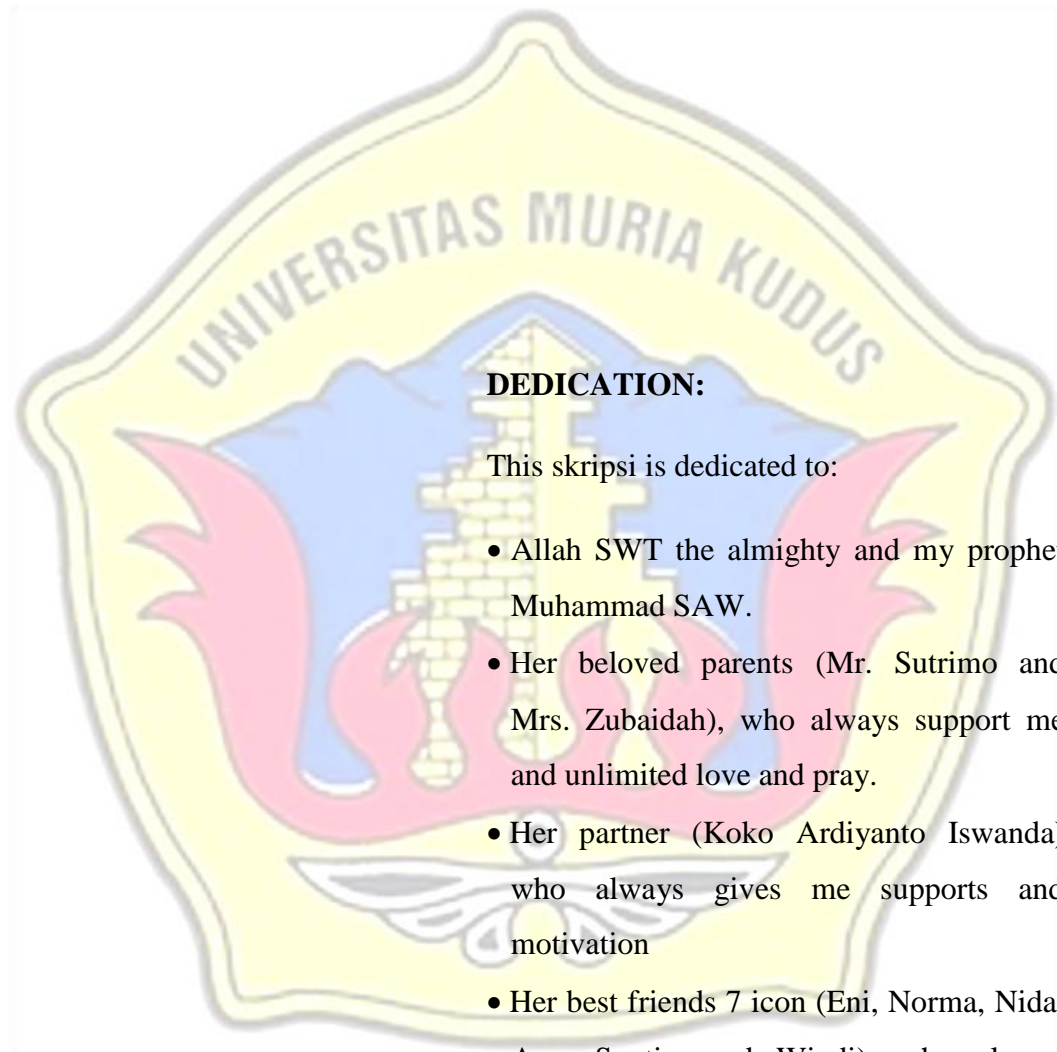 UNIVERSITAS MURIA KUDUS
DEDICATION:
This skripsi is dedicated to:
• Allah SWT the almighty and my prophet
Muhammad SAW.
• Her beloved parents (Mr. Sutrimo and
Mrs. Zubaidah), who always support me
and unlimited love and pray.
• Her partner (Koko Ardiyanto Iswanda)
who always gives me supports and
motivation
• Her best friends 7 icon (Eni, Norma, Nida,